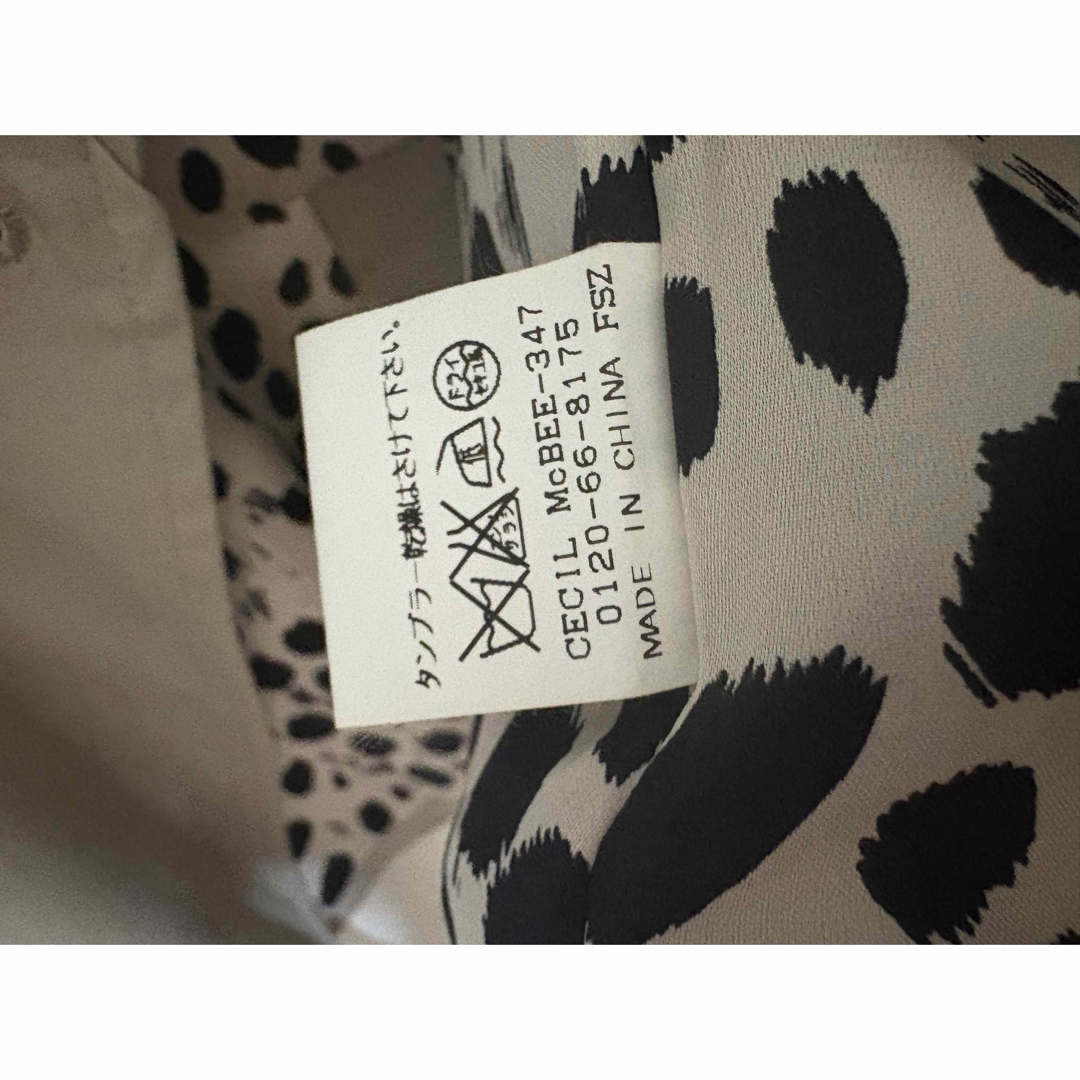 タンブラー乾燥はさけて下さい。
CECIL McBEE-347
0120-66-8175
MADE IN CHINA FSZ